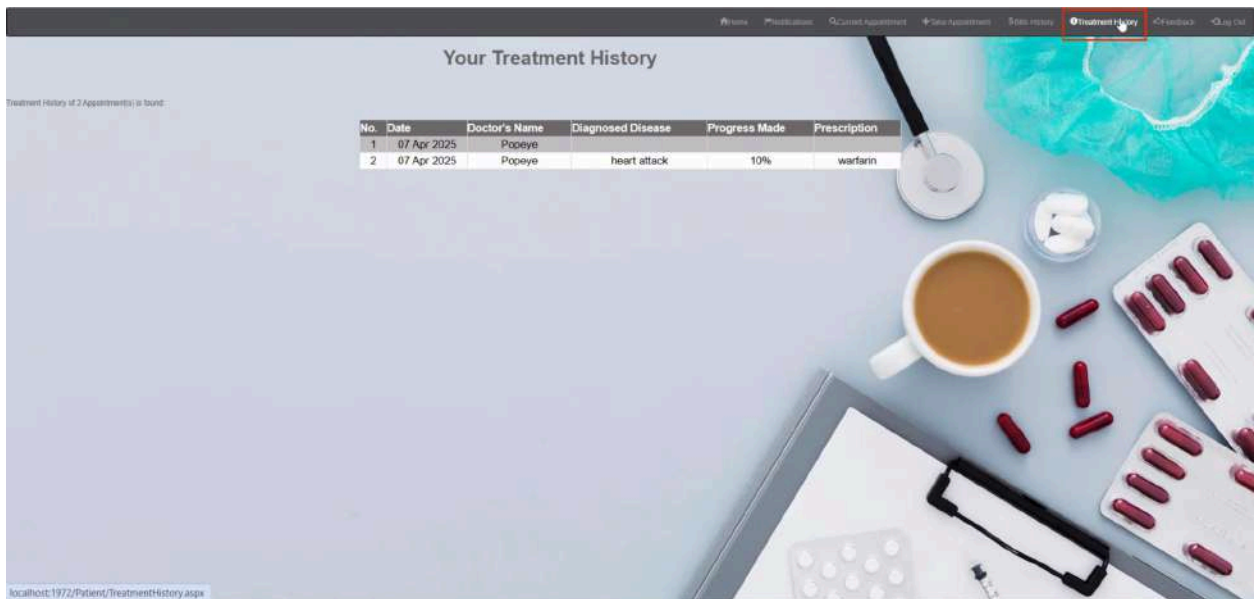 Home Notifications Current Appointment Take Appointment Bills History Treatment History Feedback Log Out
Your Treatment History
Treatment History of 2 Appointment(s) is found:
No. Date Doctor's Name Diagnosed Disease Progress Made Prescription
1 07 Apr 2025 Popeye
2 07 Apr 2025 Popeye heart attack 10% warfarin
localhost:1972/Patient/TreatmentHistory.aspx